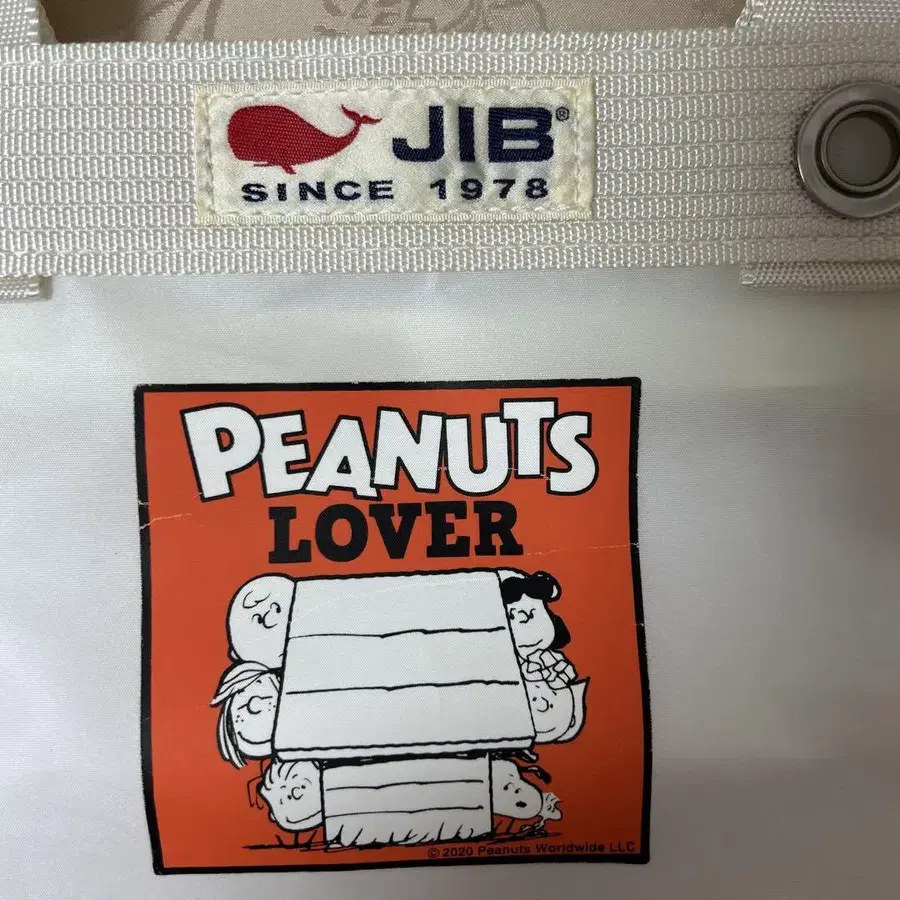 JIB®
SINCE 1978
PEANUTS
LOVER
© 2020 Peanuts Worldwide LLC